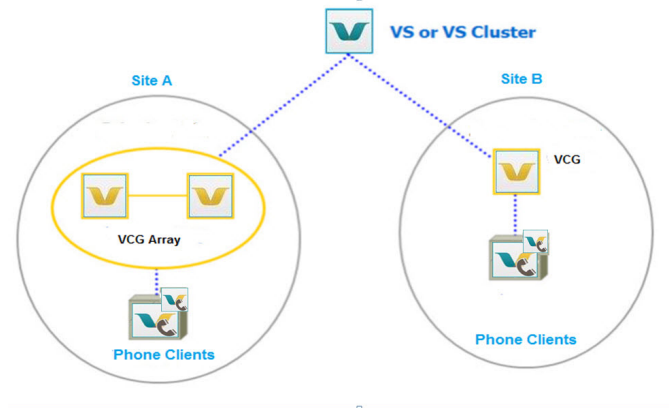 VS or VS Cluster
Site A
Site B
VCG
VCG Array
Phone Clients
Phone Clients